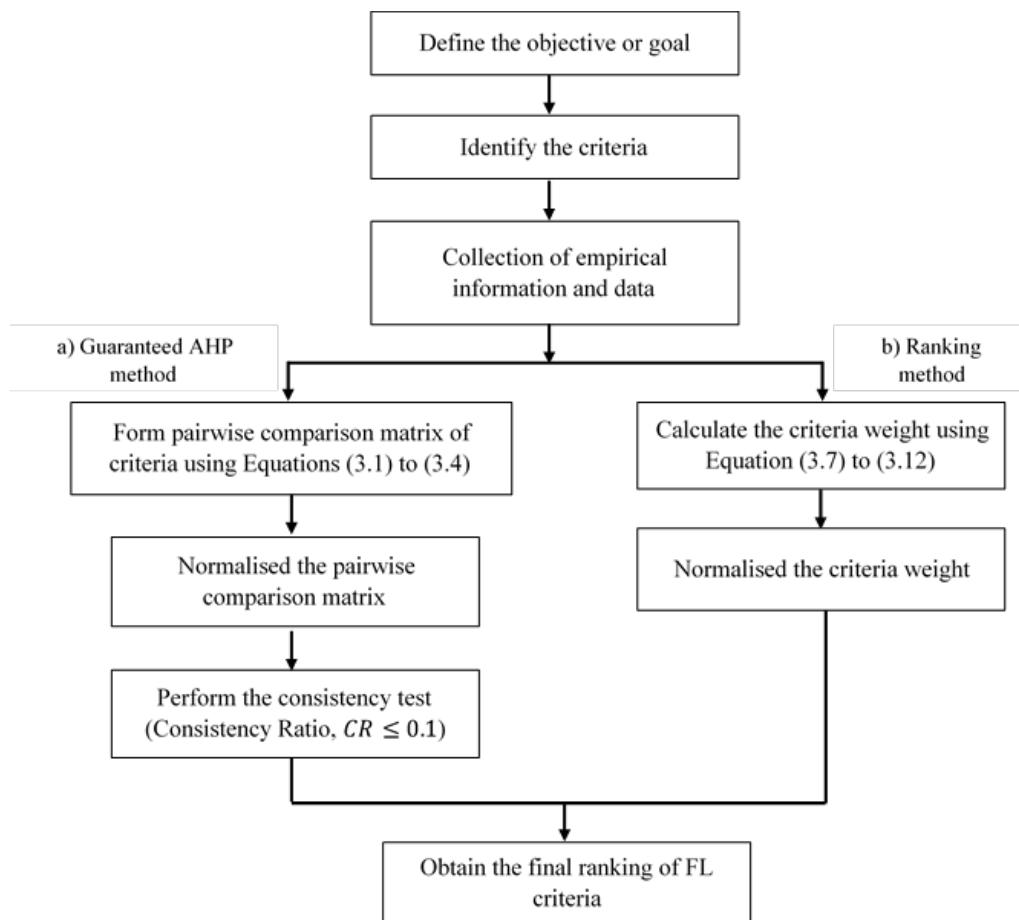 Define the objective or goal
Identify the criteria
Collection of empirical
information and data
a) Guaranteed AHP
method
b) Ranking
method
Form pairwise comparison matrix of
criteria using Equations (3.1) to (3.4)
Calculate the criteria weight using
Equation (3.7) to (3.12)
Normalised the pairwise
comparison matrix
Normalised the criteria weight
Perform the consistency test
(Consistency Ratio, CR ≤ 0.1)
Obtain the final ranking of FL
criteria